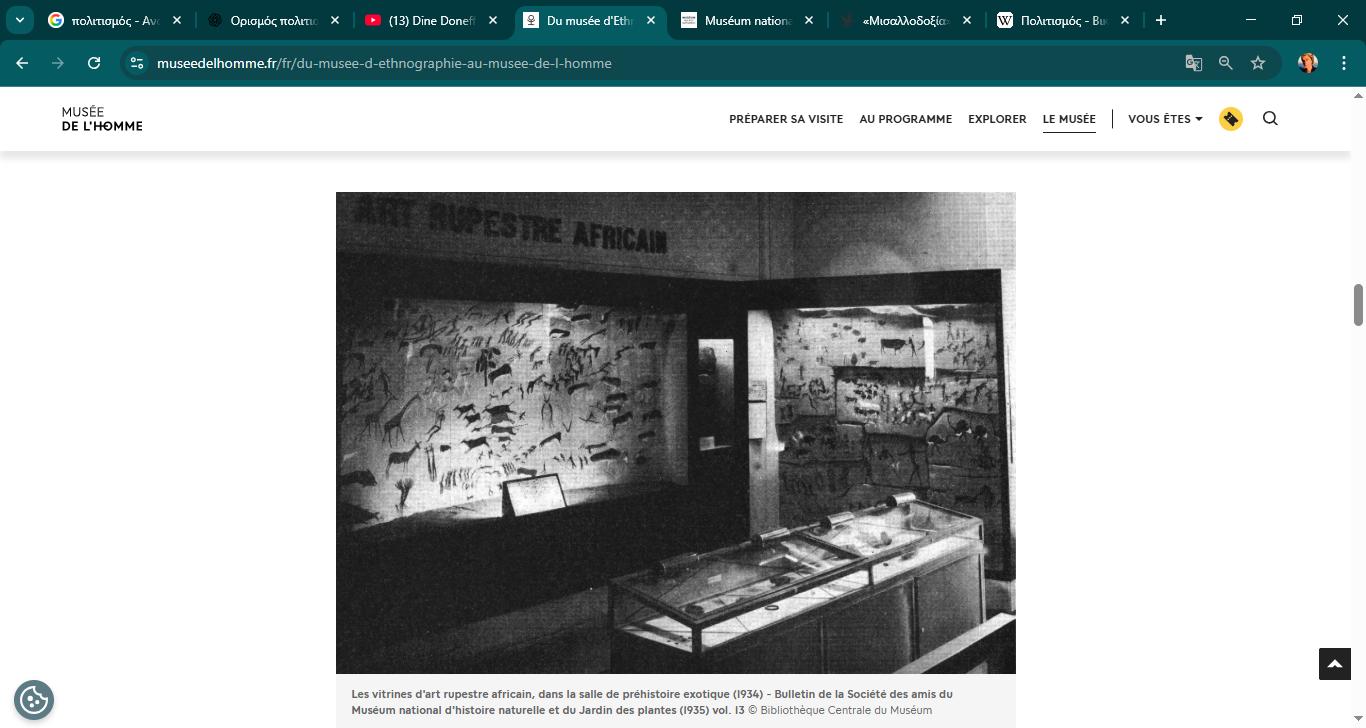 πολιτισμός - Ανα
Ορισμός πολιτισ
(13) Dine Doneff
Du musée d'Ethn
Muséum nationa
«Μισαλλοδοξία»
Πολιτισμός - Βικ
museedelhomme.fr/fr/du-musee-d-ethnographie-au-musee-de-l-homme
MUSÉE
DE L'HOMME
PRÉPARER SA VISITE AU PROGRAMME EXPLORER LE MUSÉE VOUS ÊTES
ART RUPESTRE AFRICAIN
Les vitrines d'art rupestre africain, dans la salle de préhistoire exotique (1934) - Bulletin de la Société des amis du
Muséum national d'histoire naturelle et du Jardin des plantes (1935) vol. 13 © Bibliothèque Centrale du Muséum